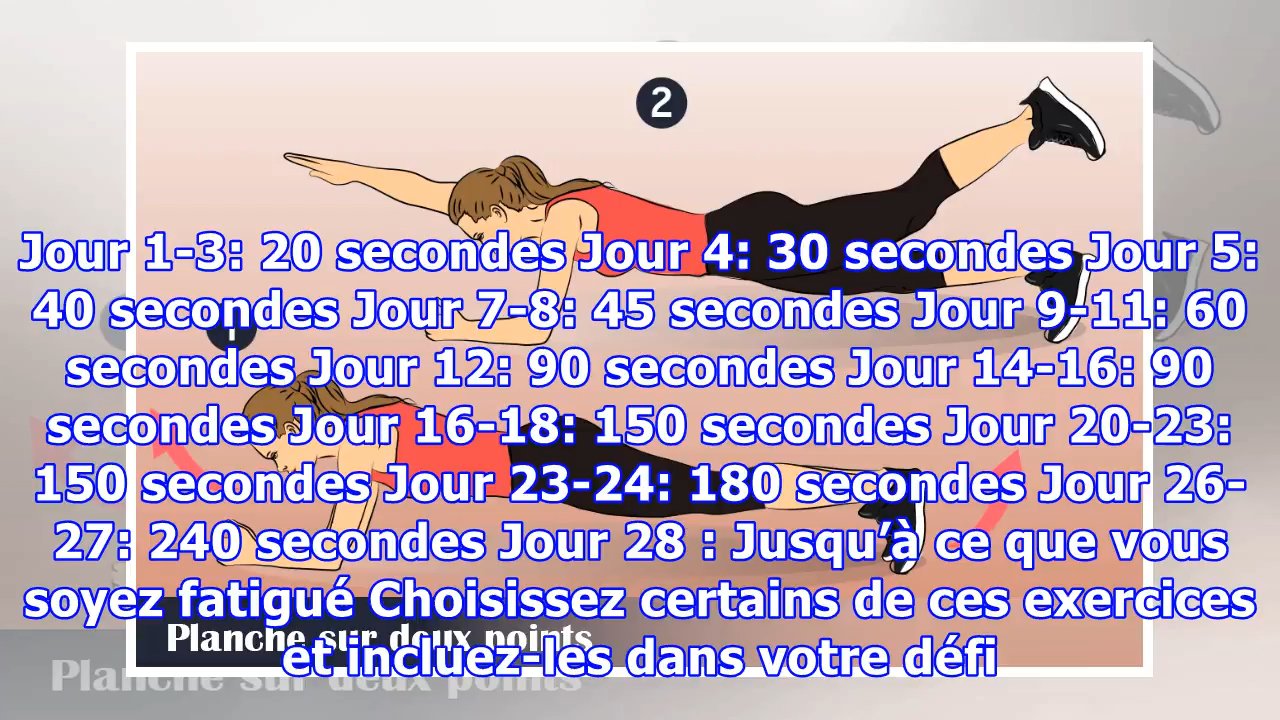 2
Jour 1-3: 20 secondes Jour 4: 30 secondes Jour 5:
40 secondes Jour 7-8: 45 secondes Jour 9-11: 60
secondes Jour 12: 90 secondes Jour 14-16: 90
secondes Jour 16-18: 150 secondes Jour 20-23:
150 secondes Jour 23-24: 180 secondes Jour 26-
27: 240 secondes Jour 28 : Jusqu’à ce que vous
soyez fatigué Choisissez certains de ces exercices
et incluez-les dans votre défi
1
Planche sur deux points
Planche sur deux points